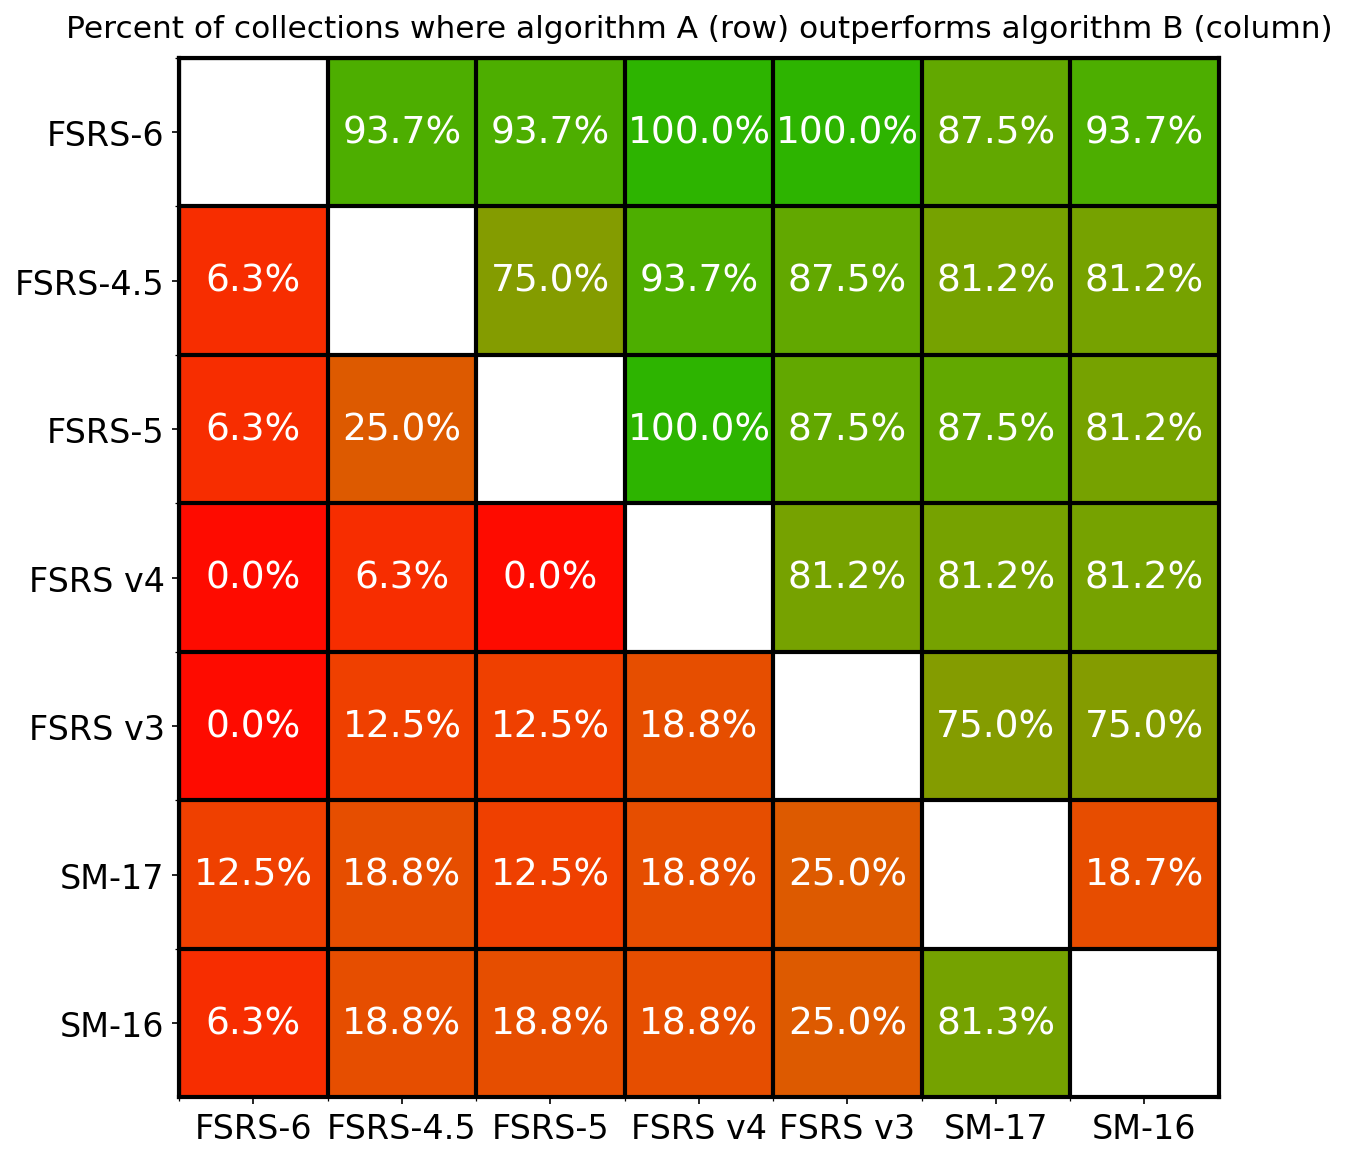 Percent of collections where algorithm A (row) outperforms algorithm B (column)
FSRS-6 93.7% 93.7% 100.0% 100.0% 87.5% 93.7%
FSRS-4.5 6.3% 75.0% 93.7% 87.5% 81.2% 81.2%
FSRS-5 6.3% 25.0% 100.0% 87.5% 87.5% 81.2%
FSRS v4 0.0% 6.3% 0.0% 81.2% 81.2% 81.2%
FSRS v3 0.0% 12.5% 12.5% 18.8% 75.0% 75.0%
SM-17 12.5% 18.8% 12.5% 18.8% 25.0% 18.7%
SM-16 6.3% 18.8% 18.8% 18.8% 25.0% 81.3%
FSRS-6 FSRS-4.5 FSRS-5 FSRS v4 FSRS v3 SM-17 SM-16